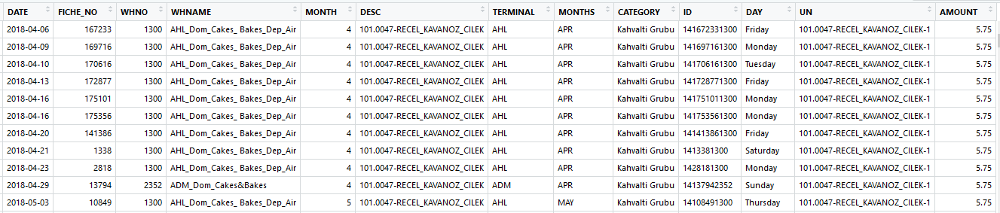 DATE FICHE_NO WHNO WHNAME MONTH DESC TERMINAL MONTHS CATEGORY ID DAY UN AMOUNT
2018-04-06 167233 1300 AHL_Dom_Cakes_ Bakes_Dep_Air 4 101.0047-RECEL_KAVANOZ_CILEK AHL APR Kahvalti Grubu 141672331300 Friday 101.0047-RECEL_KAVANOZ_CILEK-1 5.75
2018-04-09 169716 1300 AHL_Dom_Cakes_ Bakes_Dep_Air 4 101.0047-RECEL_KAVANOZ_CILEK AHL APR Kahvalti Grubu 141697161300 Monday 101.0047-RECEL_KAVANOZ_CILEK-1 5.75
2018-04-10 170616 1300 AHL_Dom_Cakes_ Bakes_Dep_Air 4 101.0047-RECEL_KAVANOZ_CILEK AHL APR Kahvalti Grubu 141706161300 Tuesday 101.0047-RECEL_KAVANOZ_CILEK-1 5.75
2018-04-13 172877 1300 AHL_Dom_Cakes_ Bakes_Dep_Air 4 101.0047-RECEL_KAVANOZ_CILEK AHL APR Kahvalti Grubu 141728771300 Friday 101.0047-RECEL_KAVANOZ_CILEK-1 5.75
2018-04-16 175101 1300 AHL_Dom_Cakes_ Bakes_Dep_Air 4 101.0047-RECEL_KAVANOZ_CILEK AHL APR Kahvalti Grubu 141751011300 Monday 101.0047-RECEL_KAVANOZ_CILEK-1 5.75
2018-04-16 175356 1300 AHL_Dom_Cakes_ Bakes_Dep_Air 4 101.0047-RECEL_KAVANOZ_CILEK AHL APR Kahvalti Grubu 141753561300 Monday 101.0047-RECEL_KAVANOZ_CILEK-1 5.75
2018-04-20 141386 1300 AHL_Dom_Cakes_ Bakes_Dep_Air 4 101.0047-RECEL_KAVANOZ_CILEK AHL APR Kahvalti Grubu 141413861300 Friday 101.0047-RECEL_KAVANOZ_CILEK-1 5.75
2018-04-21 1338 1300 AHL_Dom_Cakes_ Bakes_Dep_Air 4 101.0047-RECEL_KAVANOZ_CILEK AHL APR Kahvalti Grubu 1413381300 Saturday 101.0047-RECEL_KAVANOZ_CILEK-1 5.75
2018-04-23 2818 1300 AHL_Dom_Cakes_ Bakes_Dep_Air 4 101.0047-RECEL_KAVANOZ_CILEK AHL APR Kahvalti Grubu 1428181300 Monday 101.0047-RECEL_KAVANOZ_CILEK-1 5.75
2018-04-29 13794 2352 ADM_Dom_Cakes&Bakes 4 101.0047-RECEL_KAVANOZ_CILEK ADM APR Kahvalti Grubu 14137942352 Sunday 101.0047-RECEL_KAVANOZ_CILEK-1 5.75
2018-05-03 10849 1300 AHL_Dom_Cakes_ Bakes_Dep_Air 5 101.0047-RECEL_KAVANOZ_CILEK AHL MAY Kahvalti Grubu 14108491300 Thursday 101.0047-RECEL_KAVANOZ_CILEK-1 5.75